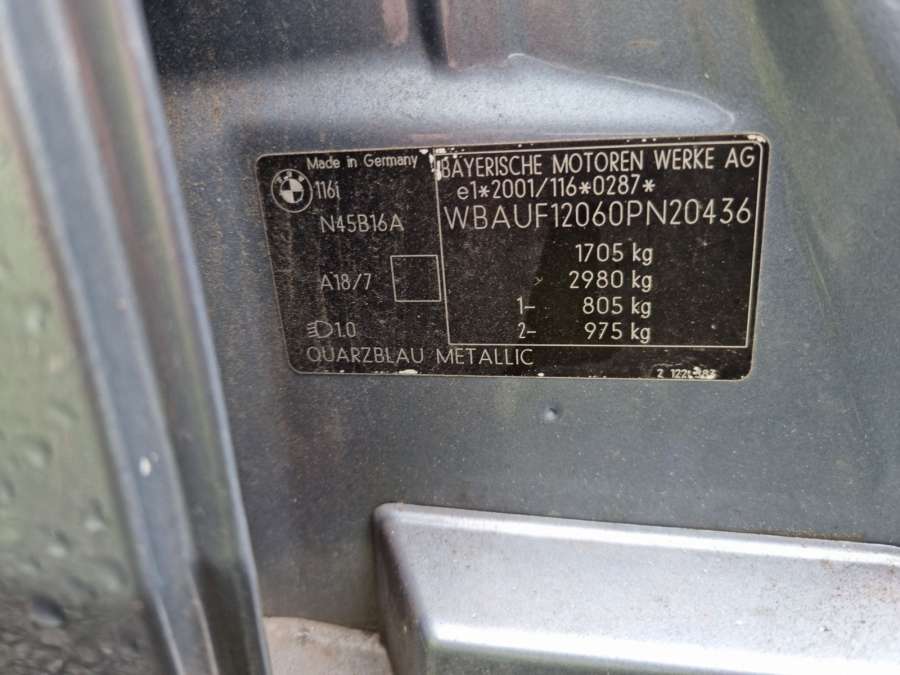 Made in Germany
116i
N45B16A
A18/7
1.0
QUARZBLAU METALLIC
BAYERISCHE MOTOREN WERKE AG
e1*2001/116*0287*
WBAUF12060PN20436
1705 kg
2980 kg
1- 805 kg
2- 975 kg